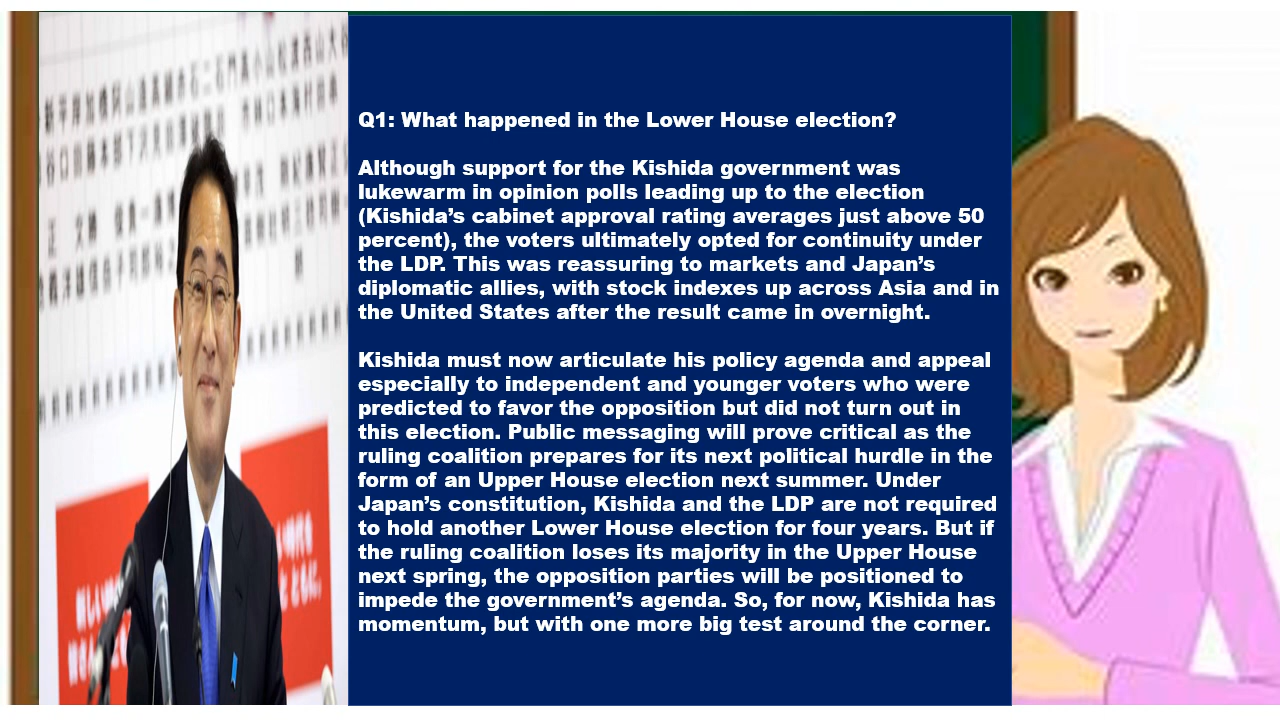 Q1: What happened in the Lower House election?
Although support for the Kishida government was
lukewarm in opinion polls leading up to the election
(Kishida’s cabinet approval rating averages just above 50
percent), the voters ultimately opted for continuity under
the LDP. This was reassuring to markets and Japan’s
diplomatic allies, with stock indexes up across Asia and in
the United States after the result came in overnight.
Kishida must now articulate his policy agenda and appeal
especially to independent and younger voters who were
predicted to favor the opposition but did not turn out in
this election. Public messaging will prove critical as the
ruling coalition prepares for its next political hurdle in the
form of an Upper House election next summer. Under
Japan’s constitution, Kishida and the LDP are not required
to hold another Lower House election for four years. But if
the ruling coalition loses its majority in the Upper House
next spring, the opposition parties will be positioned to
impede the government’s agenda. So, for now, Kishida has
momentum, but with one more big test around the corner.